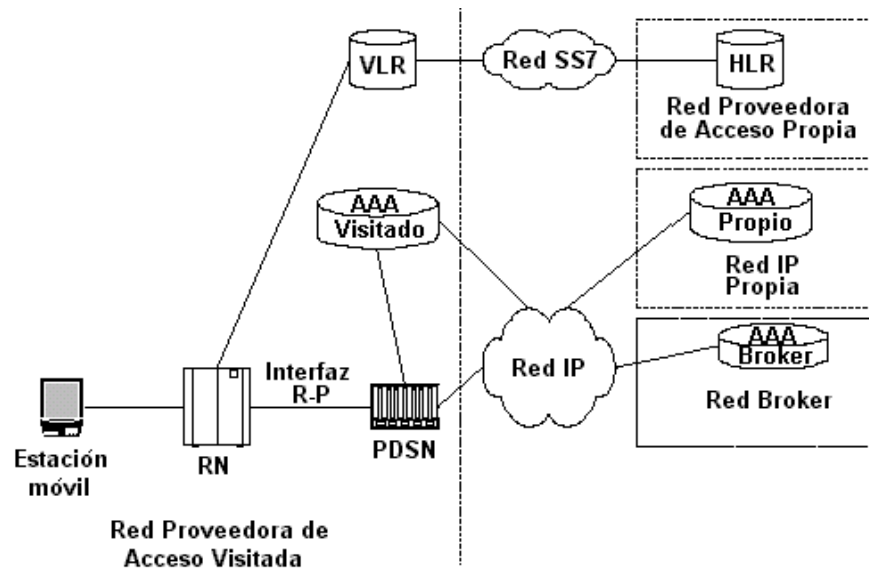 VLR
Red SS7
HLR
Red Proveedora
de Acceso Propia
AAA
Visitado
AAA
Propio
Red IP
Propia
Red IP
AAA
Broker
Red Broker
Interfaz
R-P
Estación
móvil
RN
PDSN
Red Proveedora de
Acceso Visitada